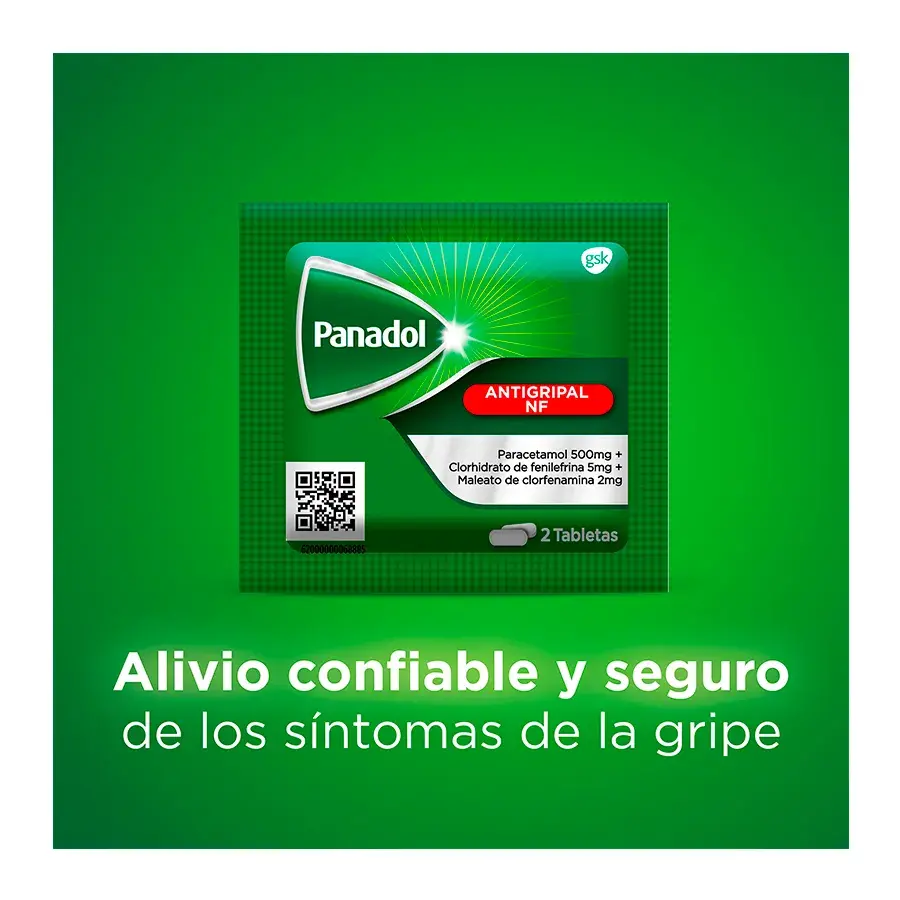 gsk
Panadol
ANTIGRIPAL
NF
Paracetamol 500mg +
Clorhidrato de fenilefrina 5mg +
Maleato de clorfenamina 2mg
2 Tabletas
Alivio confiable y seguro
de los síntomas de la gripe